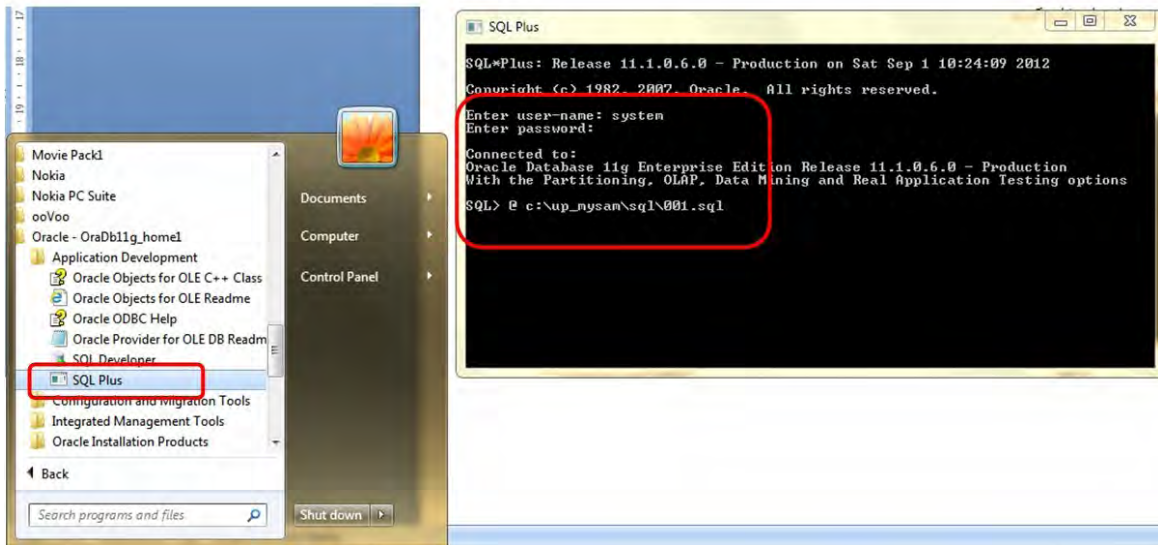 17
18
19
Movie Pack1
Nokia
Nokia PC Suite
ooVoo
Oracle - OraDb11g_home1
Application Development
Oracle Objects for OLE C++ Class
Oracle Objects for OLE Readme
Oracle ODBC Help
Oracle Provider for OLE DB Readm
SQL Developer
SQL Plus
Configuration and Migration Tools
Integrated Management Tools
Oracle Installation Products
Back
Search programs and files
Documents
Computer
Control Panel
Shut down
SQL Plus
SQL*Plus: Release 11.1.0.6.0 - Production on Sat Sep 1 10:24:09 2012
Copyright (c) 1982, 2007, Oracle. All rights reserved.
Enter user-name: system
Enter password:
Connected to:
Oracle Database 11g Enterprise Edition Release 11.1.0.6.0 - Production
With the Partitioning, OLAP, Data Mining and Real Application Testing options
SQL> @ c:\up_mysam\sql\001.sql